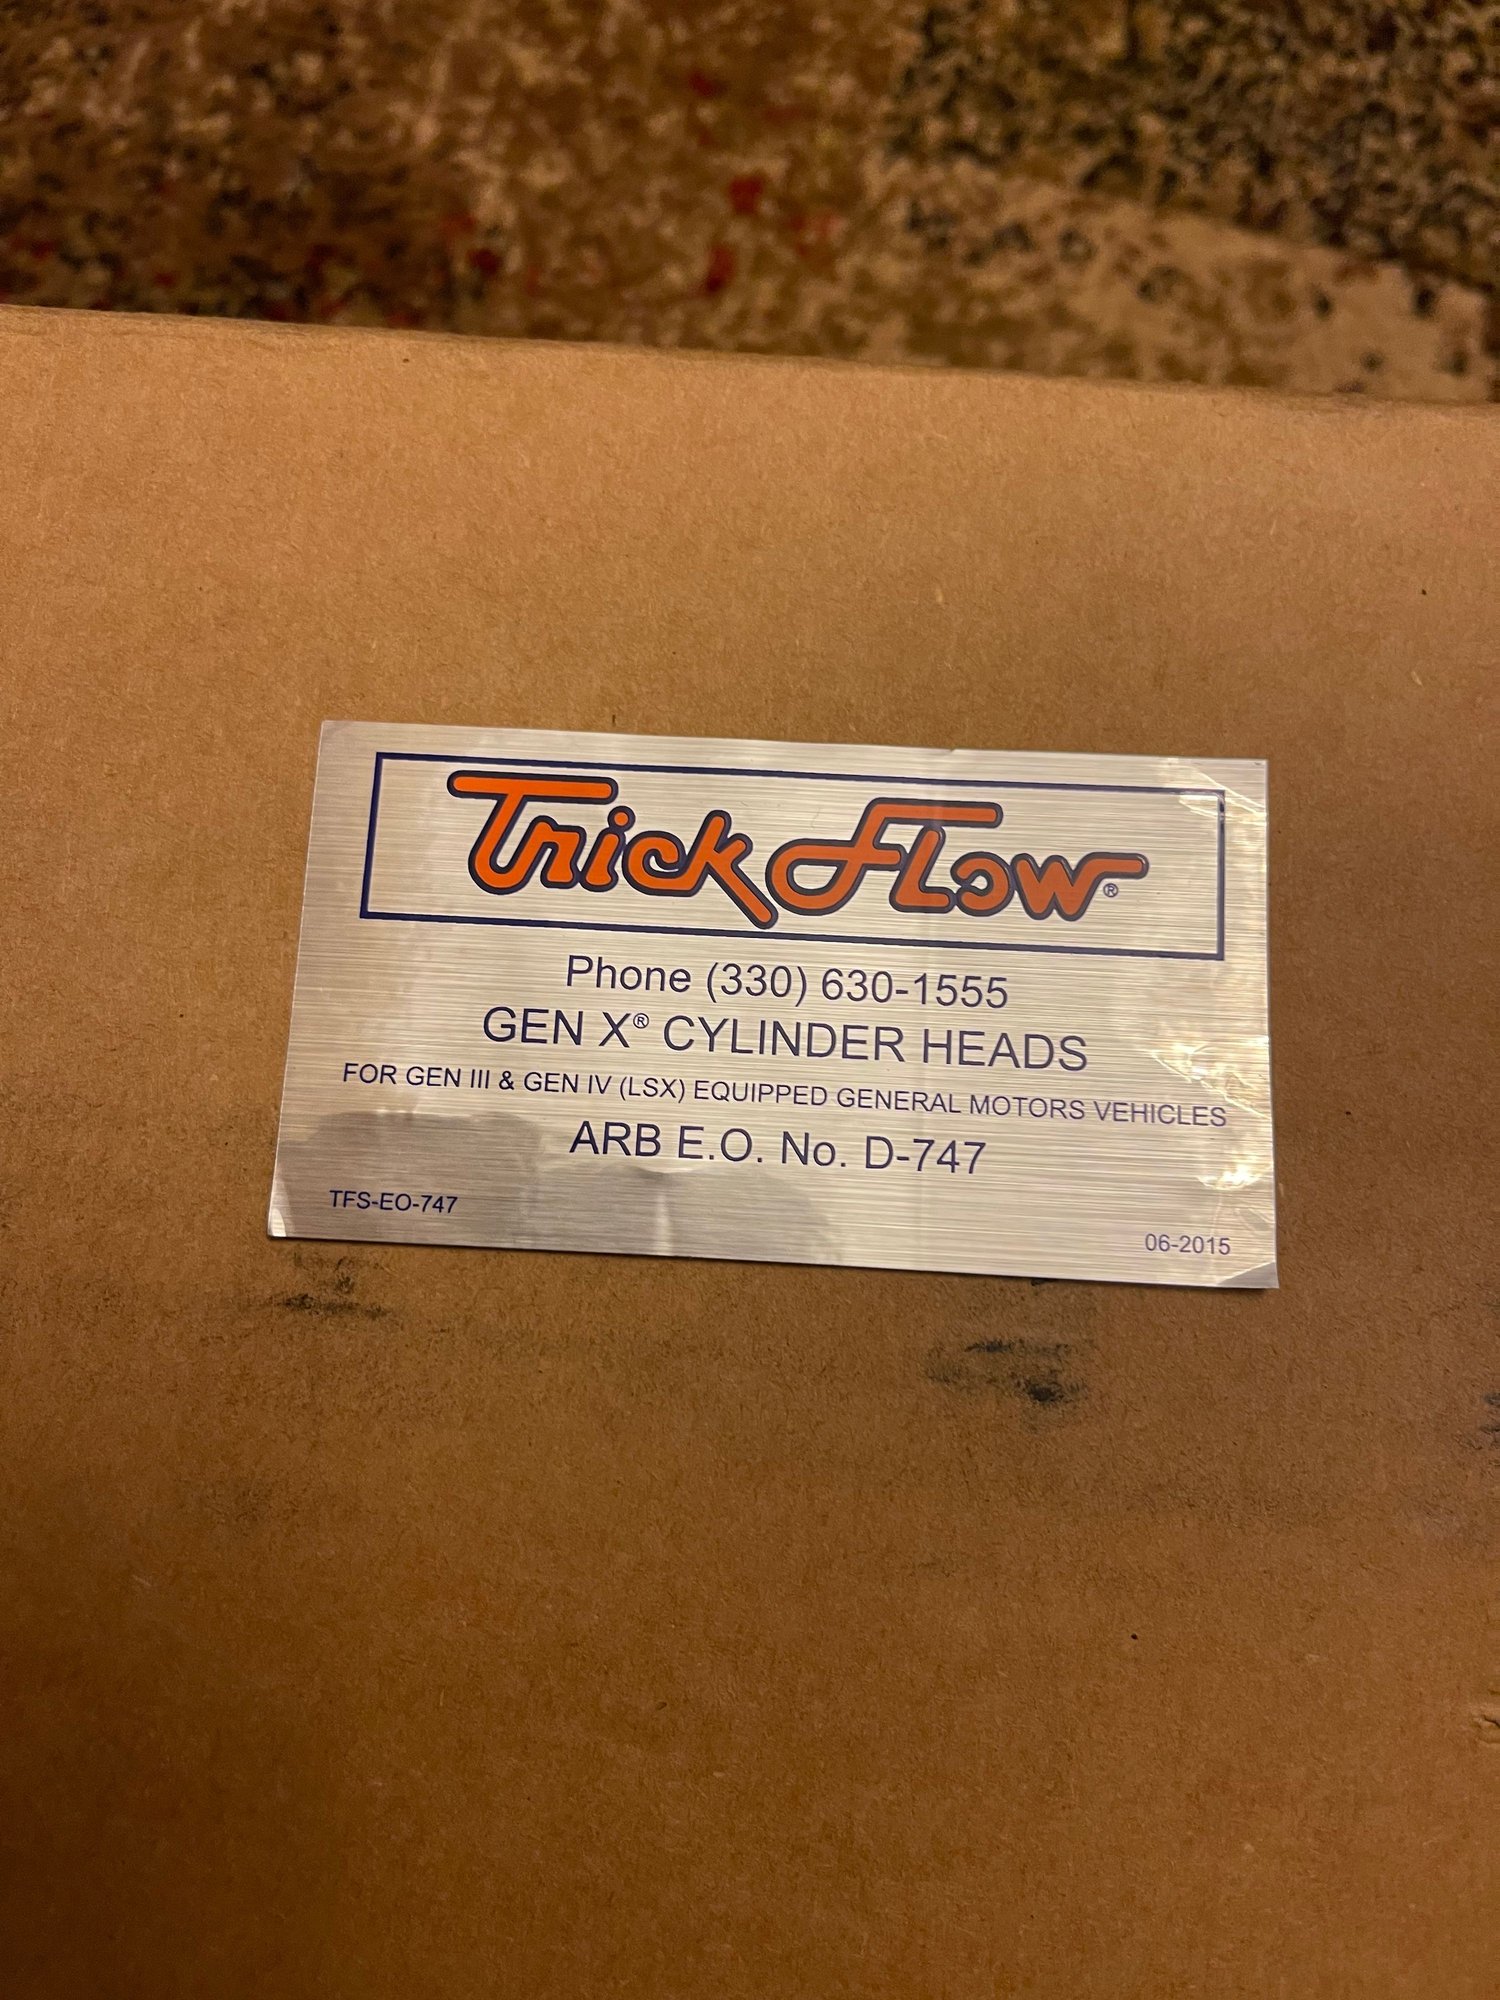 Trick Flow®
Phone (330) 630-1555
GEN X® CYLINDER HEADS
FOR GEN III & GEN IV (LSX) EQUIPPED GENERAL MOTORS VEHICLES
ARB E.O. No. D-747
TFS-EO-747
06-2015